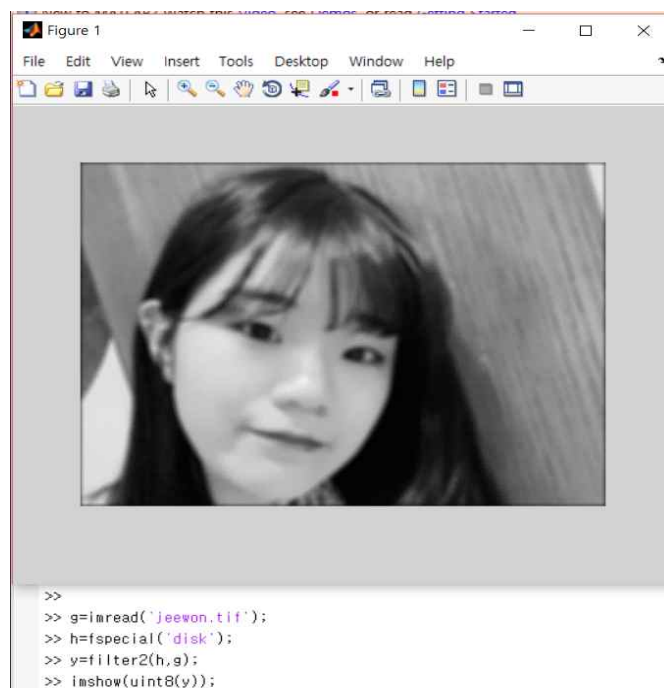 Figure 1
File Edit View Insert Tools Desktop Window Help
>>
>> g=imread('jeewon.tif');
>> h=fspecial('disk');
>> y=filter2(h,g);
>> imshow(uint8(y));